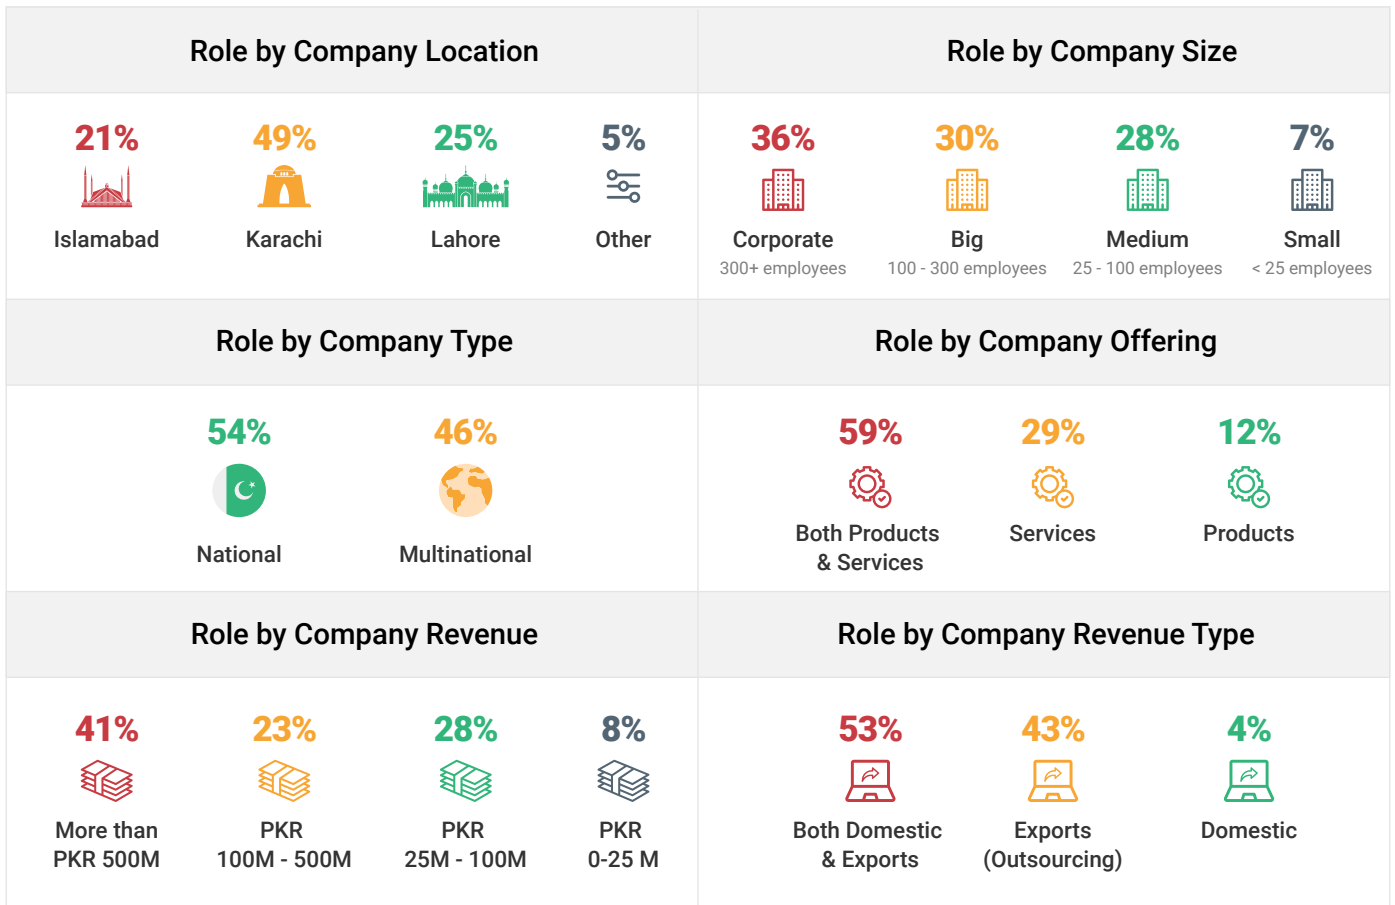 Role by Company Location
21%
49%
25%
5%
Islamabad
Karachi
Lahore
Other
Role by Company Size
36%
30%
28%
7%
Corporate
Big
Medium
Small
300+ employees
100 - 300 employees
25 - 100 employees
< 25 employees
Role by Company Type
54%
46%
National
Multinational
Role by Company Offering
59%
29%
12%
Both Products
& Services
Services
Products
Role by Company Revenue
41%
23%
28%
8%
More than
PKR 500M
PKR
100M - 500M
PKR
25M - 100M
PKR
0-25 M
Role by Company Revenue Type
53%
43%
4%
Both Domestic
& Exports
Exports
(Outsourcing)
Domestic